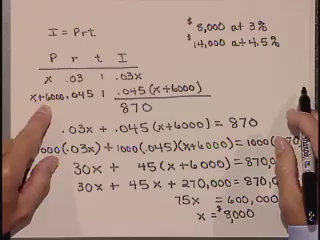 I = Prt
$8,000 at 3%
$14,000 at 4.5%
P r t I
x .03 1 .03x
x+6000 .045 1 .045(x+6000)
870
.03x + .045(x+6000) = 870
1000(.03x) + 1000(.045)(x+6000) = 1000(870)
30x + 45(x+6000) = 870,
30x + 45x + 270,000 = 870,
75x = 600,000
x = $8,000